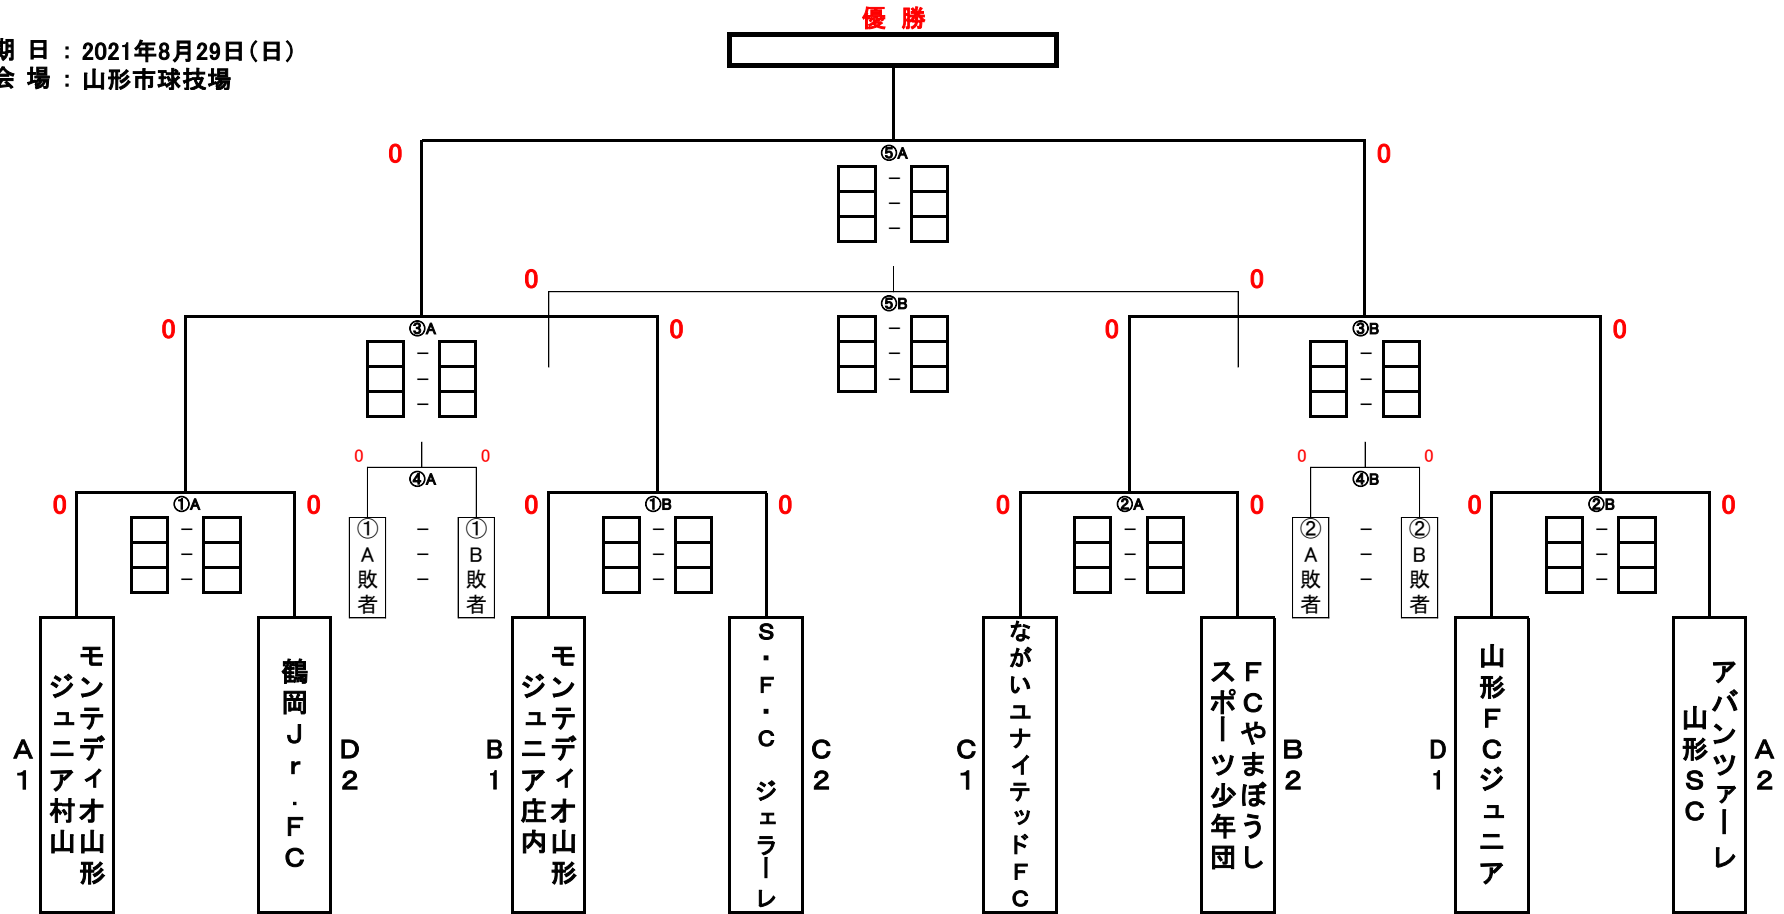 優 勝
期 日 : 2021年8月29日(日)
会 場 : 山形市球技場
0
0
⑤A
-
-
-
0
0
⑤B
-
-
-
0
③A
0
0
③B
0
-
-
-
-
-
-
0
0
④A
0
0
④B
0
①A
0
0
①B
0
0
②A
0
0
②B
0
-
-
-
①A敗者
-
-
-
①B敗者
-
-
-
-
-
-
②A敗者
-
-
-
②B敗者
-
-
-
A1
モンテディオ山形
ジュニア村山
鶴岡Jr.FC
D2
B1
モンテディオ山形
ジュニア庄内
S・F・C ジェラーレ
C2
C1
ながいユナイテッドFC
FCやまぼうし
スポーツ少年団
B2
D1
山形FCジュニア
アバンツァーレ
山形SC
A2